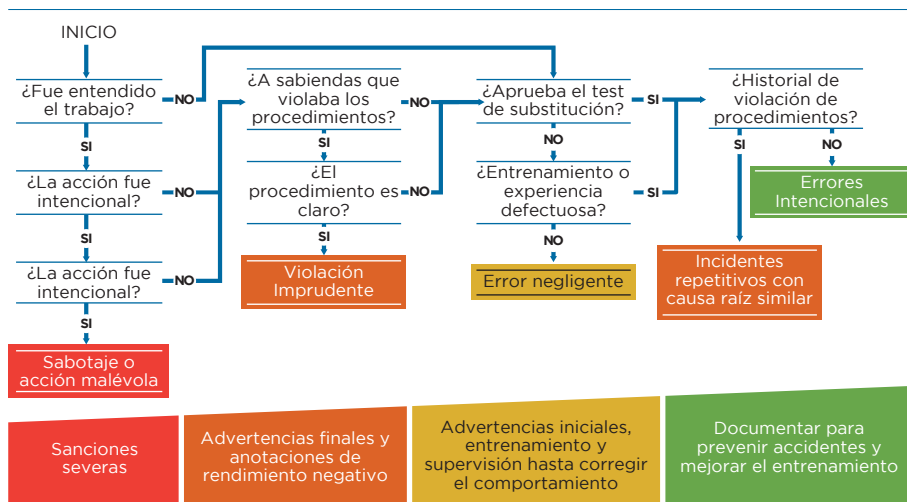 INICIO
¿Fue entendido
el trabajo?
NO
SI
¿La acción fue
intencional?
NO
SI
¿La acción fue
intencional?
NO
SI
Sabotaje o
acción malévola
¿A sabiendas que
violaba los
procedimientos?
NO
SI
¿El
procedimiento es
claro?
NO
SI
Violación
Imprudente
¿Aprueba el test
de substitución?
SI
NO
¿Entrenamiento o
experiencia
defectuosa?
SI
NO
Error negligente
¿Historial de
violación de
procedimientos?
SI
NO
Errores
Intencionales
Incidentes
repetitivos con
causa raíz similar
Sanciones
severas
Advertencias finales y
anotaciones de
rendimiento negativo
Advertencias iniciales,
entrenamiento y
supervisión hasta corregir
el comportamiento
Documentar para
prevenir accidentes y
mejorar el entrenamiento